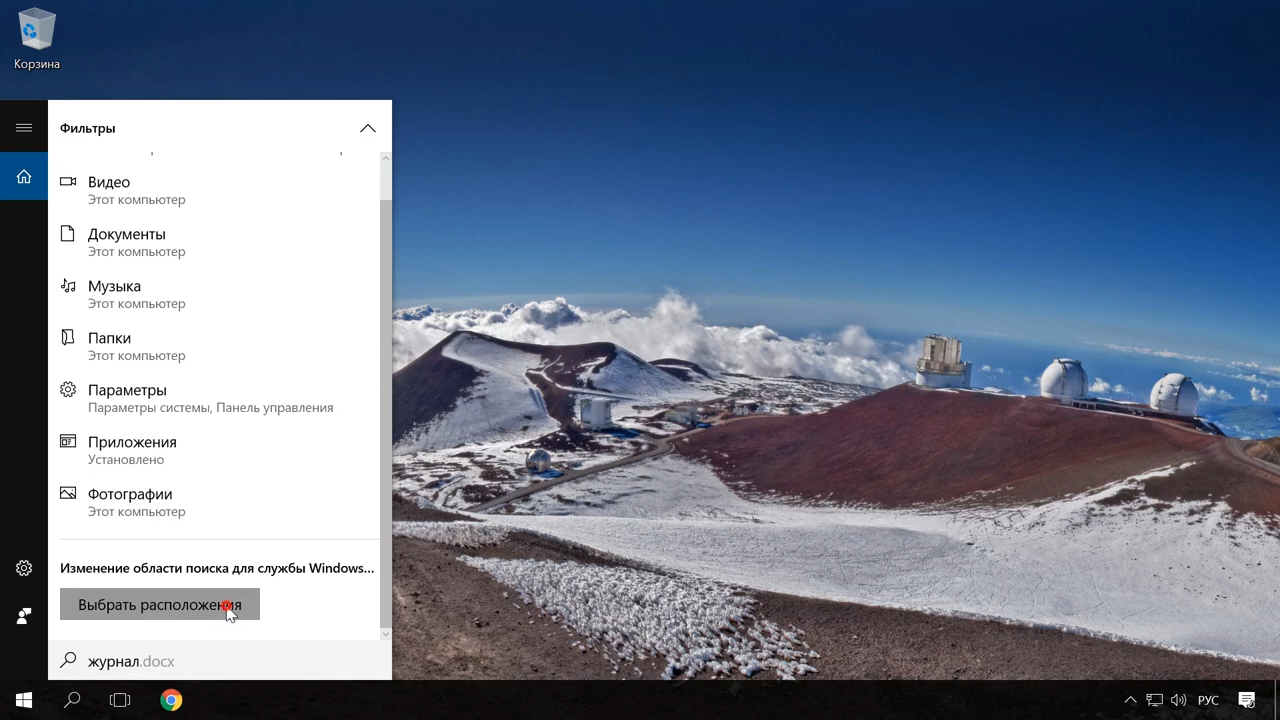 Корзина
Фильтры
Видео
Этот компьютер
Документы
Этот компьютер
Музыка
Этот компьютер
Папки
Этот компьютер
Параметры
Параметры системы, Панель управления
Приложения
Установлено
Фотографии
Этот компьютер
Изменение области поиска для службы Windows...
Выбрать расположения
журнал.docx
РУС